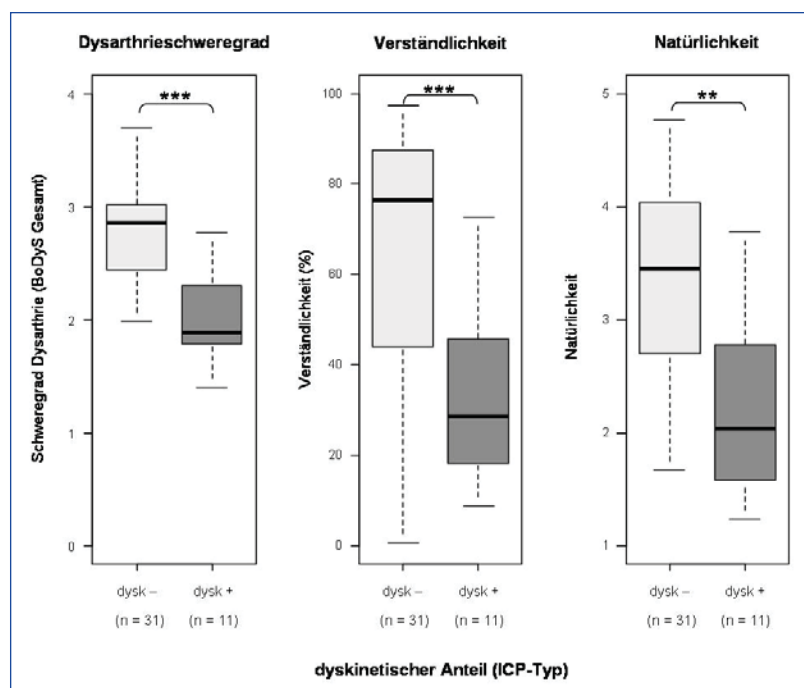 Dysarthrieschweregrad
Verständlichkeit
Natürlichkeit
Schweregrad Dysarthrie (BoDyS Gesamt)
4
3
2
1
0
***
dysk –
dysk +
(n = 31)
(n = 11)
Verständlichkeit (%)
100
80
60
40
20
0
***
dysk –
dysk +
(n = 31)
(n = 11)
Natürlichkeit
5
4
3
2
1
**
dysk –
dysk +
(n = 31)
(n = 11)
dyskinetischer Anteil (ICP-Typ)